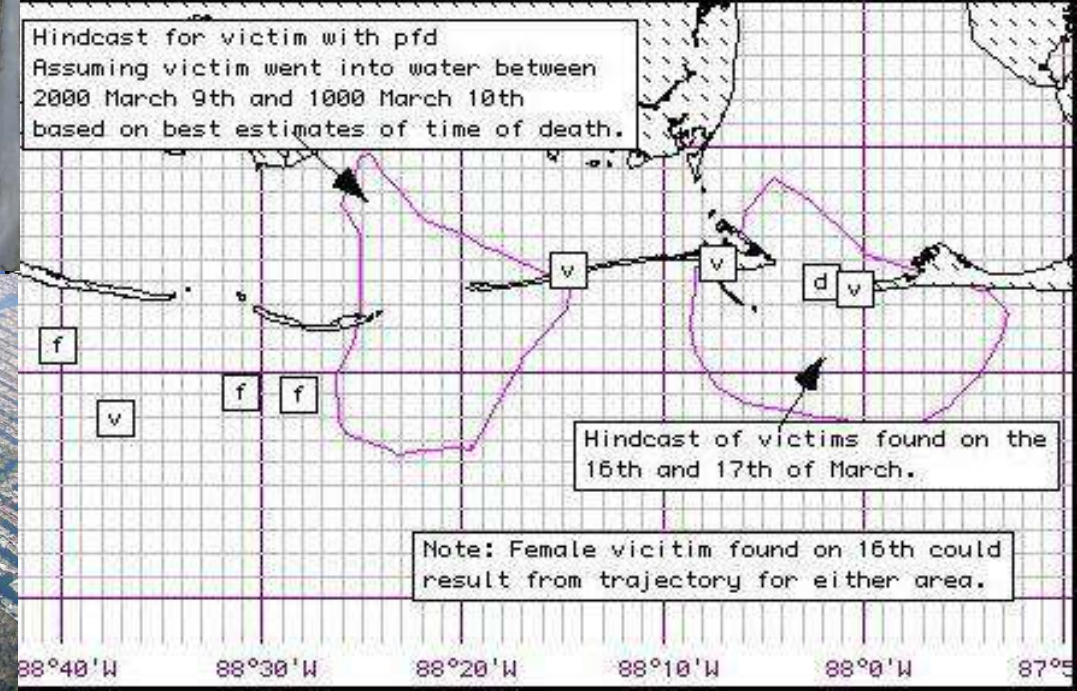 Hindcast for victim with pfd
Assuming victim went into water between
2000 March 9th and 1000 March 10th
based on best estimates of time of death.
v
v
d
v
f
f
f
v
Hindcast of victims found on the
16th and 17th of March.
Note: Female vicitim found on 16th could
result from trajectory for either area.
88°40'W 88°30'W 88°20'W 88°10'W 88°0'W 87°5